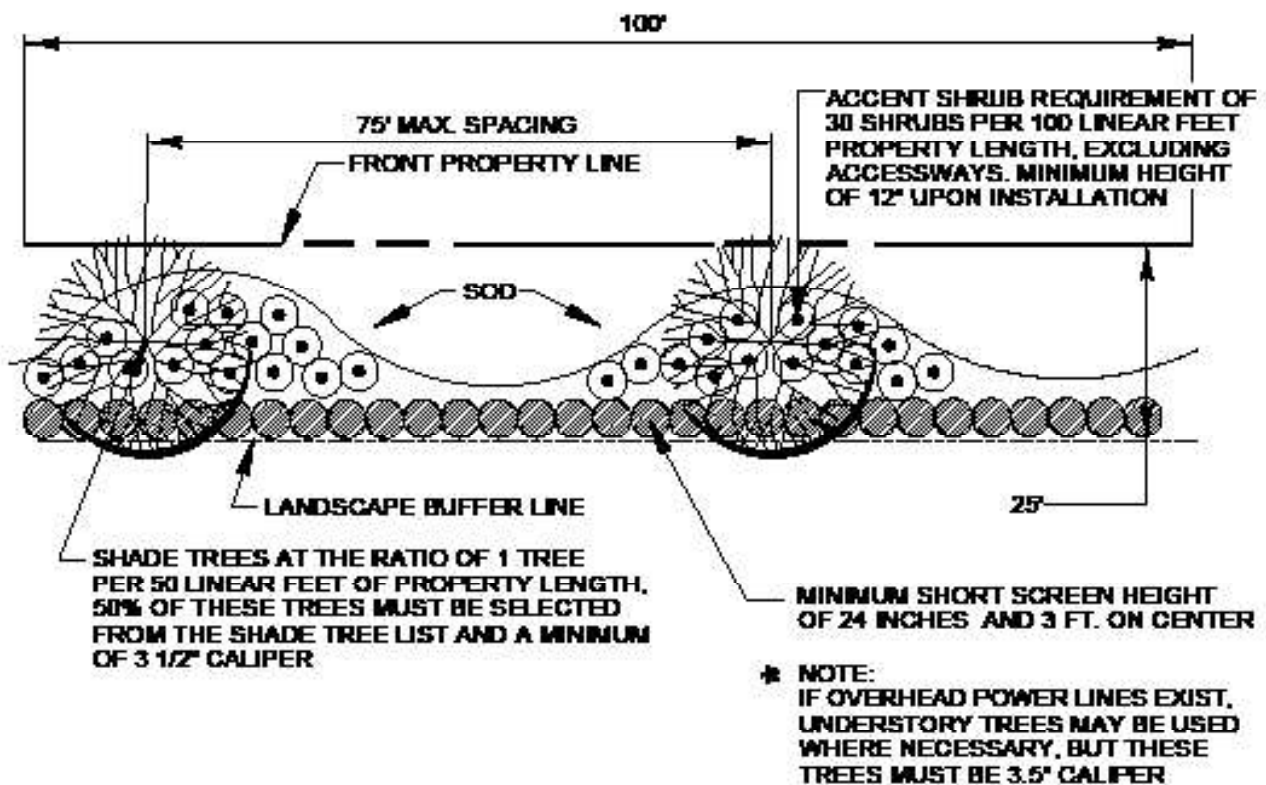 100'
75' MAX. SPACING
FRONT PROPERTY LINE
ACCENT SHRUB REQUIREMENT OF
30 SHRUBS PER 100 LINEAR FEET
PROPERTY LENGTH, EXCLUDING
ACCESSWAYS. MINIMUM HEIGHT
OF 12" UPON INSTALLATION
SOD
LANDSCAPE BUFFER LINE
25'
SHADE TREES AT THE RATIO OF 1 TREE
PER 50 LINEAR FEET OF PROPERTY LENGTH,
50% OF THESE TREES MUST BE SELECTED
FROM THE SHADE TREE LIST AND A MINIMUM
OF 3 1/2" CALIPER
MINIMUM SHORT SCREEN HEIGHT
OF 24 INCHES AND 3 FT. ON CENTER
* NOTE:
IF OVERHEAD POWER LINES EXIST,
UNDERSTORY TREES MAY BE USED
WHERE NECESSARY, BUT THESE
TREES MUST BE 3.5" CALIPER